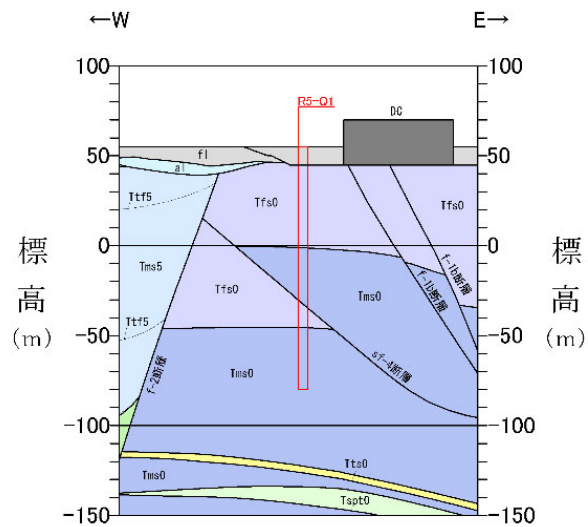 ←W
E→
100
100
R5-Q1
DG
50
50
fl
al
Ttf5
Tfs0
Tfs0
0
0
標高(m)
標高(m)
Tms5
f-1b断層
Tfs0
Tms0
f-1b断層
Ttf5
-50
-50
f-2断層
Tms0
sf-4断層
-100
-100
Tts0
Tms0
Tspt0
-150
-150